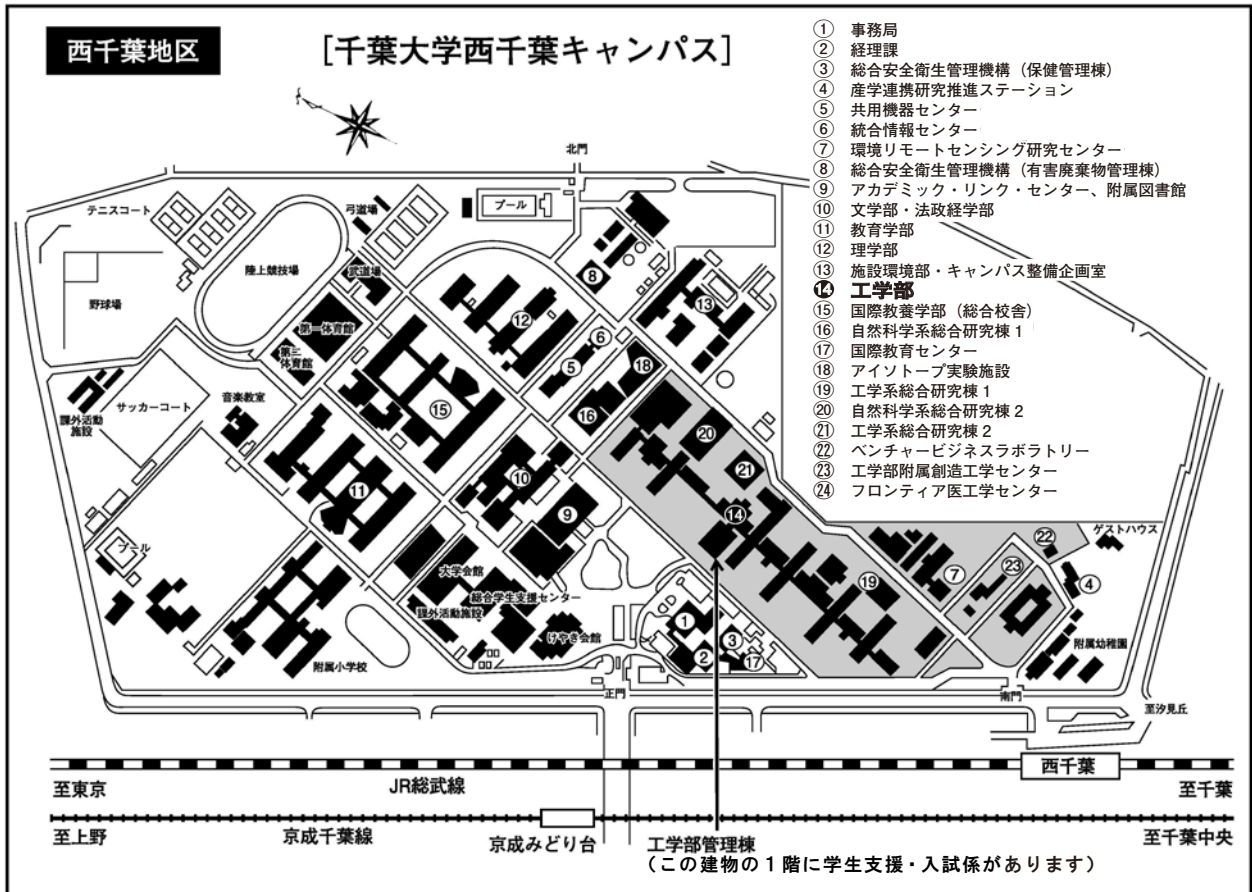 西千葉地区
［千葉大学西千葉キャンパス］
① 事務局
② 経理課
③ 総合安全衛生管理機構（保健管理棟）
④ 産学連携研究推進ステーション
⑤ 共用機器センター
⑥ 統合情報センター
⑦ 環境リモートセンシング研究センター
⑧ 総合安全衛生管理機構（有害廃棄物管理棟）
⑨ アカデミック・リンク・センター、附属図書館
⑩ 文学部・法政経学部
⑪ 教育学部
⑫ 理学部
⑬ 施設環境部・キャンパス整備企画室
⓮ 工学部
⑮ 国際教養学部（総合校舎）
⑯ 自然科学系総合研究棟１
⑰ 国際教育センター
⑱ アイソトープ実験施設
⑲ 工学系総合研究棟１
⑳ 自然科学系総合研究棟２
㉑ 工学系総合研究棟２
㉒ ベンチャービジネスラボラトリー
㉓ 工学部附属創造工学センター
㉔ フロンティア医工学センター
北門
テニスコート
弓道場
プール
陸上競技場
武道場
野球場
⑧
⑬
第一体育館
⑫
⑥
第二
体育館
⑤
⑱
課外活動
施設
サッカーコート
音楽教室
⑮
⑯
⑳
㉑
⑪
⑩
⑨
⓮
㉒
ゲストハウス
プール
大学会館
⑲
⑦
㉓
④
総合学生支援センター
課外活動施設
けやき会館
①
③
②
⑰
附属小学校
附属幼稚園
正門
南門
至汐見丘
西千葉
至東京
JR総武線
至千葉
至上野
京成千葉線
京成みどり台
工学部管理棟
至千葉中央
（この建物の１階に学生支援・入試係があります）